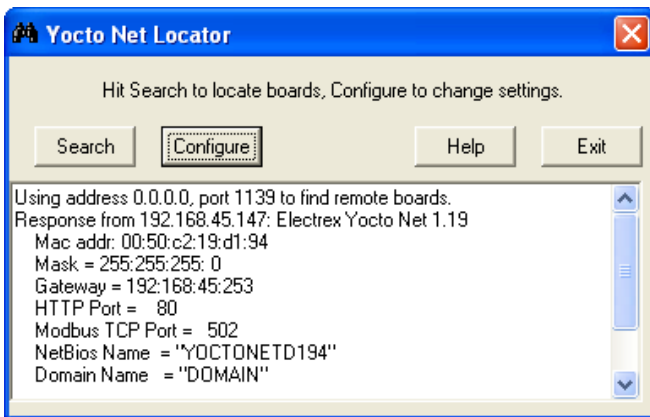 Yocto Net Locator
Hit Search to locate boards, Configure to change settings.
Search Configure Help Exit
Using address 0.0.0.0, port 1139 to find remote boards.
Response from 192.168.45.147: Electrex Yocto Net 1.19
Mac addr: 00:50:c2:19:d1:94
Mask = 255:255:255: 0
Gateway = 192:168:45:253
HTTP Port =   80
Modbus TCP Port =   502
NetBios Name  = "YOCTONETD194"
Domain Name   = "DOMAIN"